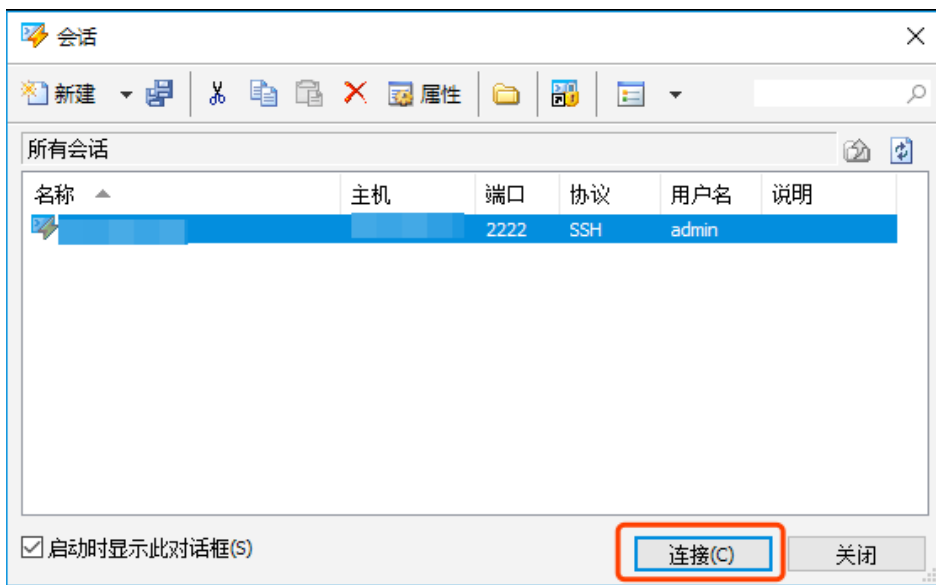 会话
新建 属性
所有会话
名称 主机 端口 协议 用户名 说明
2222 SSH admin
启动时显示此对话框(S) 连接(C) 关闭